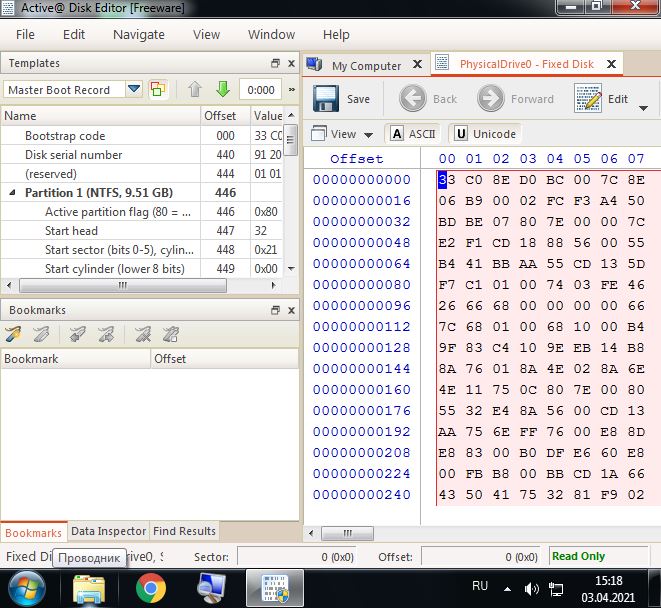 Active@ Disk Editor [Freeware]
File Edit Navigate View Window Help
Templates
Master Boot Record 0:000 »
Name Offset Value
Bootstrap code 000 33 C0
Disk serial number 440 91 20
(reserved) 444 01 01
Partition 1 (NTFS, 9.51 GB) 446
Active partition flag (80 = ... 446 0x80
Start head 447 32
Start sector (bits 0-5), cylin... 448 0x21
Start cylinder (lower 8 bits) 449 0x00
Bookmarks
Bookmark Offset
Bookmarks Data Inspector Find Results
My Computer PhysicalDrive0 - Fixed Disk
Save Back Forward Edit
View A ASCII U Unicode
Offset 00 01 02 03 04 05 06 07
00000000000 33 C0 8E D0 BC 00 7C 8E
00000000016 06 B9 00 02 FC F3 A4 50
00000000032 BD BE 07 80 7E 00 00 7C
00000000048 E2 F1 CD 18 88 56 00 55
00000000064 B4 41 BB AA 55 CD 13 5D
00000000080 F7 C1 01 00 74 03 FE 46
00000000096 26 66 68 00 00 00 00 66
00000000112 7C 68 01 00 68 10 00 B4
00000000128 9F 83 C4 10 9E EB 14 B8
00000000144 8A 76 01 8A 4E 02 8A 6E
00000000160 4E 11 75 0C 80 7E 00 80
00000000176 55 32 E4 8A 56 00 CD 13
00000000192 AA 75 6E FF 76 00 E8 8D
00000000208 E8 83 00 B0 DF E6 60 E8
00000000224 00 FB B8 00 BB CD 1A 66
00000000240 43 50 41 75 32 81 F9 02
Sector: 0 (0x0) Offset: 0 (0x0) Read Only
Проводник
RU 15:18
03.04.2021